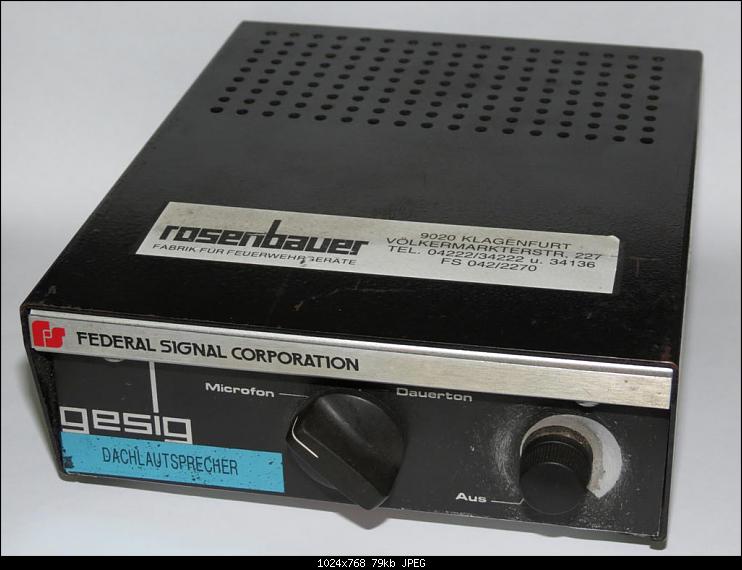 rosenbauer
FABRIK FÜR FEUERWEHRGERÄTE
9020 KLAGENFURT
VÖLKERMARKTERSTR. 227
TEL. 04222/34222 u. 34136
FS 042/2270
FS FEDERAL SIGNAL CORPORATION
Microfon
Dauerton
gesig
DACHLAUTSPRECHER
Aus
1024x768 79kb JPEG